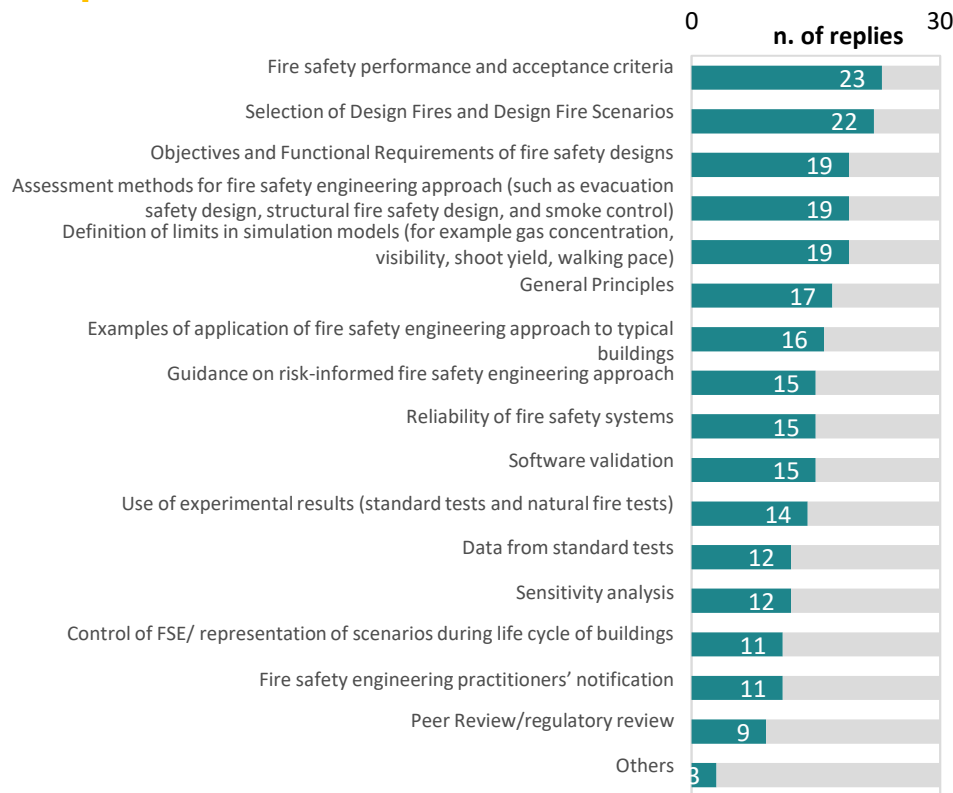 0 30
n. of replies
Fire safety performance and acceptance criteria 23
Selection of Design Fires and Design Fire Scenarios 22
Objectives and Functional Requirements of fire safety designs 19
Assessment methods for fire safety engineering approach (such as evacuation
safety design, structural fire safety design, and smoke control) 19
Definition of limits in simulation models (for example gas concentration,
visibility, shoot yield, walking pace) 19
General Principles 17
Examples of application of fire safety engineering approach to typical
buildings 16
Guidance on risk-informed fire safety engineering approach 15
Reliability of fire safety systems 15
Software validation 15
Use of experimental results (standard tests and natural fire tests) 14
Data from standard tests 12
Sensitivity analysis 12
Control of FSE/ representation of scenarios during life cycle of buildings 11
Fire safety engineering practitioners’ notification 11
Peer Review/regulatory review 9
Others 3